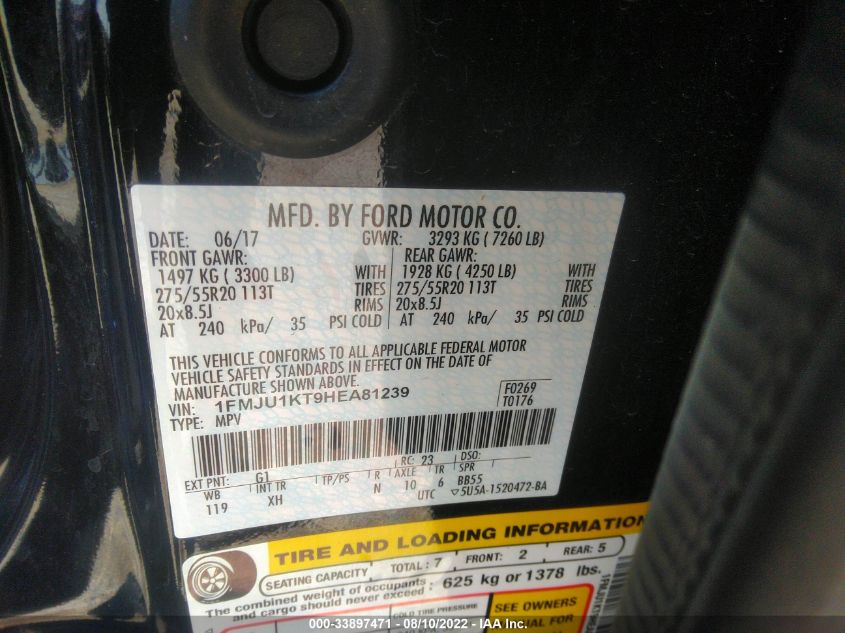 MFD. BY FORD MOTOR CO.
DATE: 06/17 GVWR: 3293 KG ( 7260 LB)
FRONT GAWR: REAR GAWR:
1497 KG ( 3300 LB) WITH 1928 KG ( 4250 LB) WITH
275/55R20 113T TIRES 275/55R20 113T TIRES
20x8.5J RIMS 20x8.5J RIMS
AT 240 kPa/ 35 PSI COLD AT 240 kPa/ 35 PSI COLD
THIS VEHICLE CONFORMS TO ALL APPLICABLE FEDERAL MOTOR
VEHICLE SAFETY STANDARDS IN EFFECT ON THE DATE OF
MANUFACTURE SHOWN ABOVE.
VIN: 1FMJU1KT9HEA81239 F0269
TYPE: MPV T0176
RC: 23 DSO:
EXT PNT: G1 TP/PS R AXLE TR SPR
WB INT TR N 10 6 BB55
119 XH UTC ▽5U5A-1520472-BA
TIRE AND LOADING INFORMATION
SEATING CAPACITY TOTAL : 7 FRONT: 2 REAR: 5
The combined weight of occupants : 625 kg or 1378 lbs.
and cargo should never exceed
COLD TIRE PRESSURE SEE OWNERS
MANUAL FOR
000-33897471 - 08/10/2022 - IAA Inc.